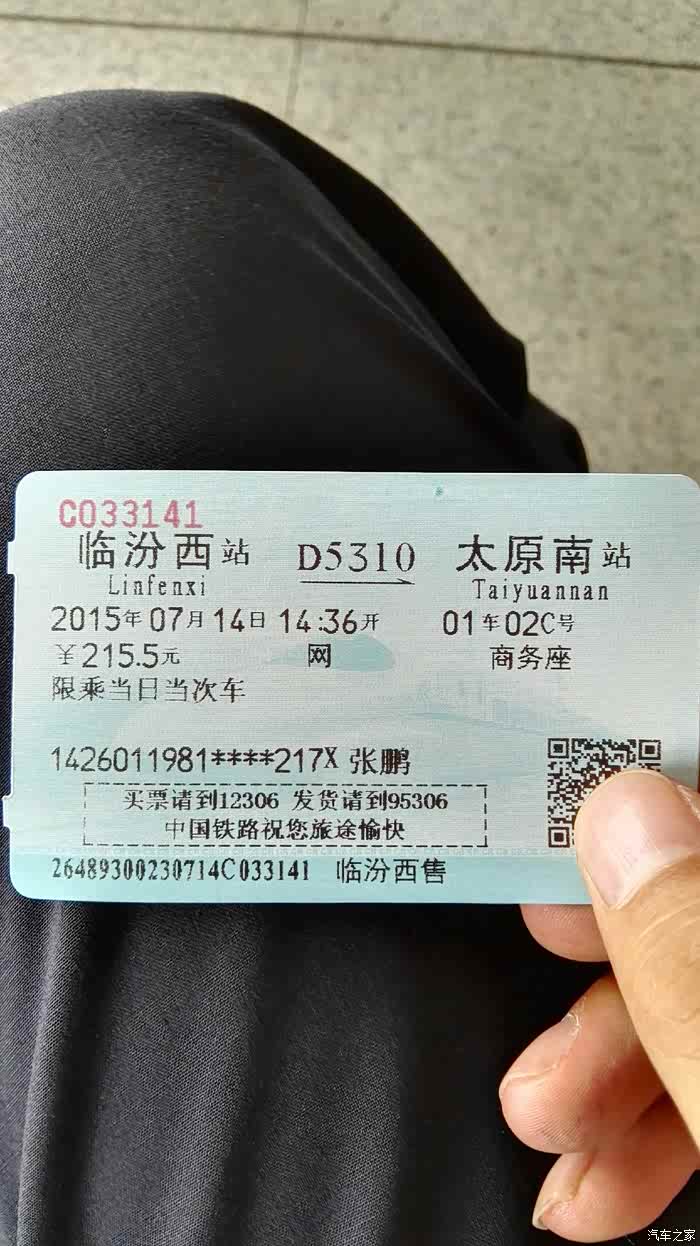 C033141
临汾西站 D5310 太原南站
Linfenxi Taiyuannan
2015年07月14日 14:36开 01车02C号
￥215.5元 网 商务座
限乘当日当次车
1426011981****217X 张鹏
买票请到12306 发货请到95306
中国铁路祝您旅途愉快
26489300230714C033141 临汾西售
汽车之家